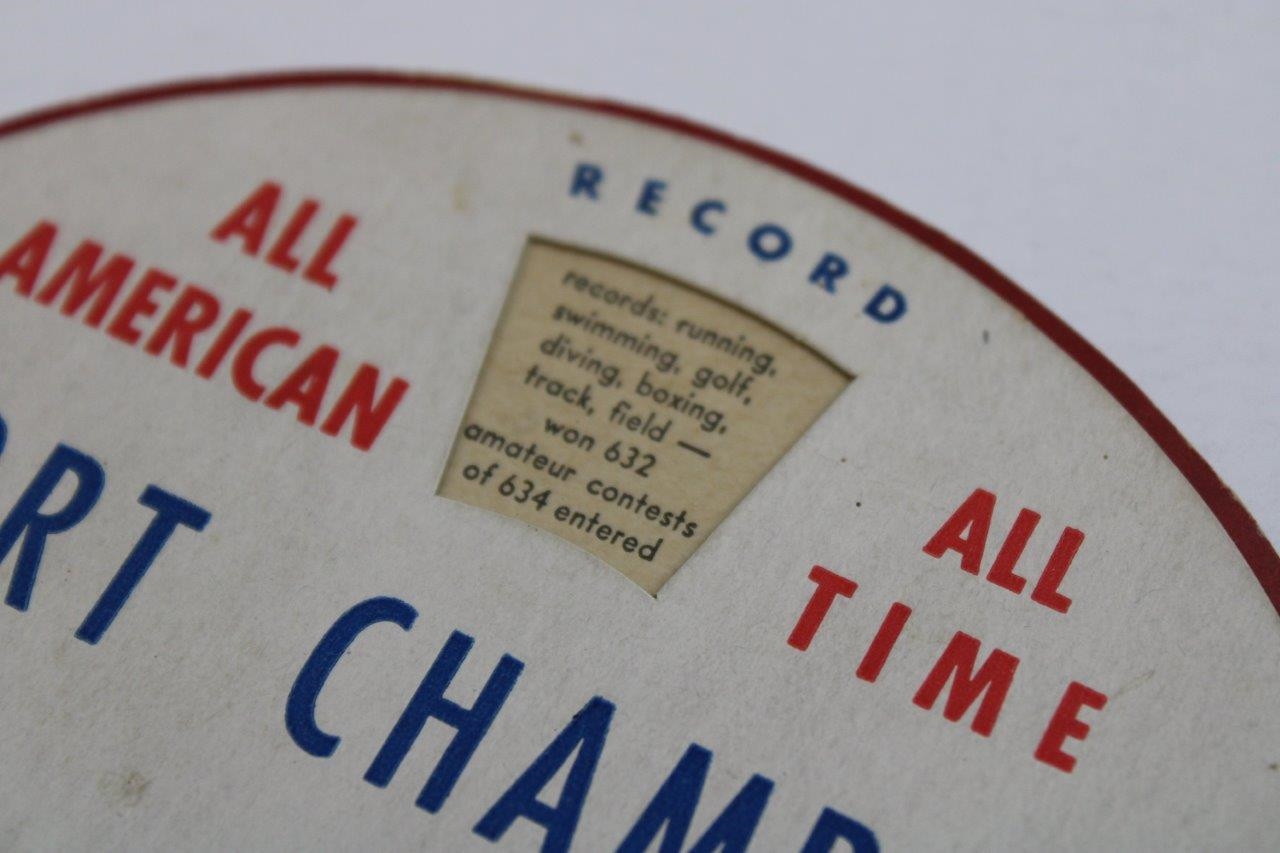 RECORD
ALL
AMERICAN
records: running,
swimming, golf,
diving, boxing,
track, field —
won 632
amateur contests
of 634 entered
ALL
TIME
ORT CHAMP